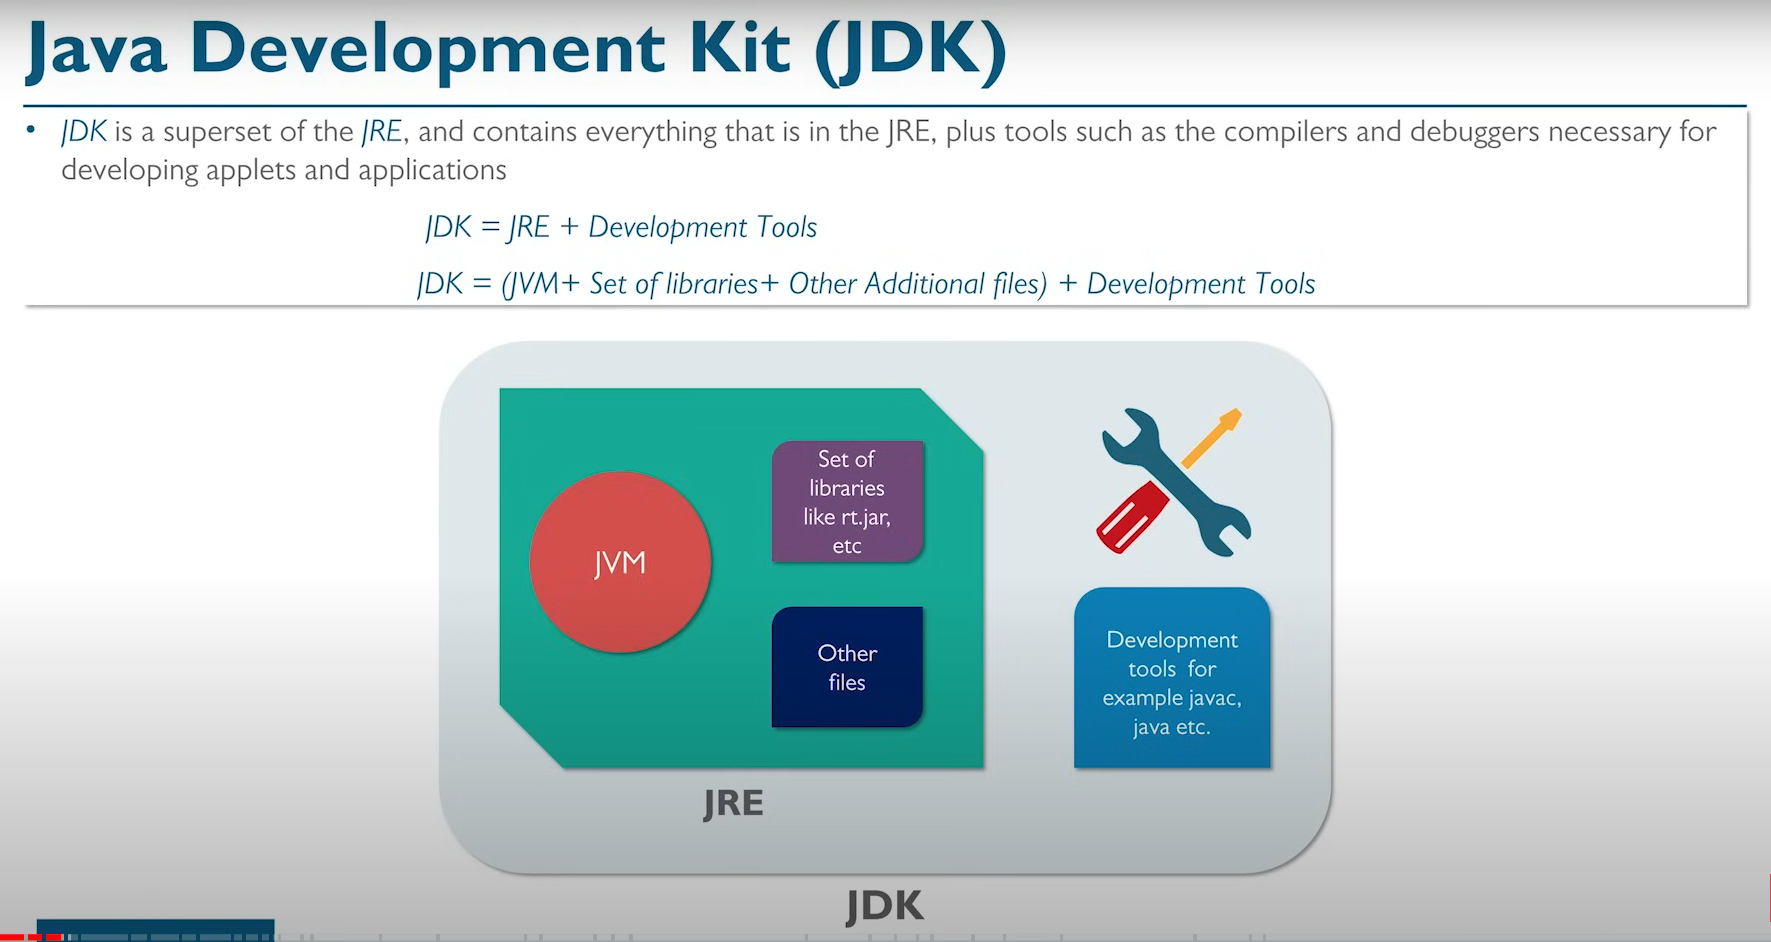 Java Development Kit (JDK)
• JDK is a superset of the JRE, and contains everything that is in the JRE, plus tools such as the compilers and debuggers necessary for
developing applets and applications
JDK = JRE + Development Tools
JDK = (JVM+ Set of libraries+ Other Additional files) + Development Tools
JVM
Set of
libraries
like rt.jar,
etc
Other
files
Development
tools for
example javac,
java etc.
JRE
JDK